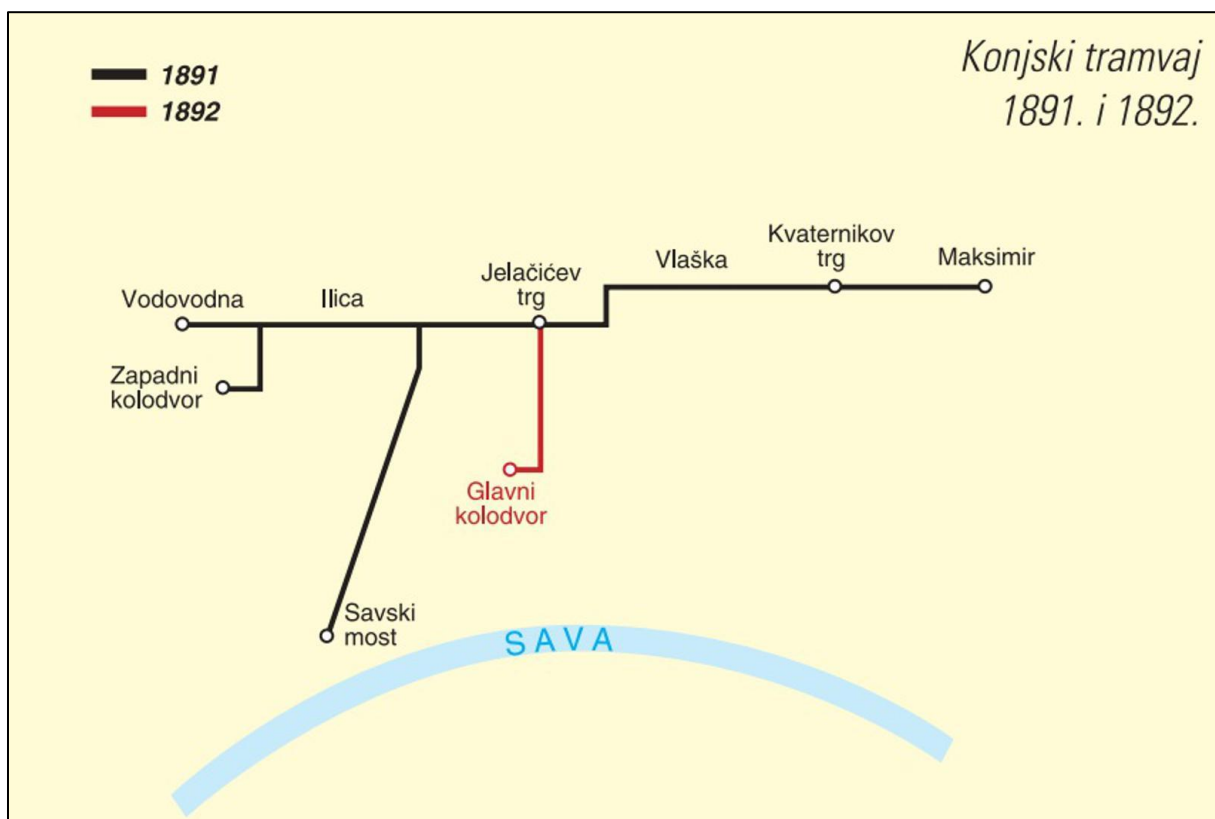 1891
1892
Konjski tramvaj
1891. i 1892.
Vodovodna
Ilica
Jelačićev
trg
Vlaška
Kvaternikov
trg
Maksimir
Zapadni
kolodvor
Glavni
kolodvor
Savski
most
SAVA